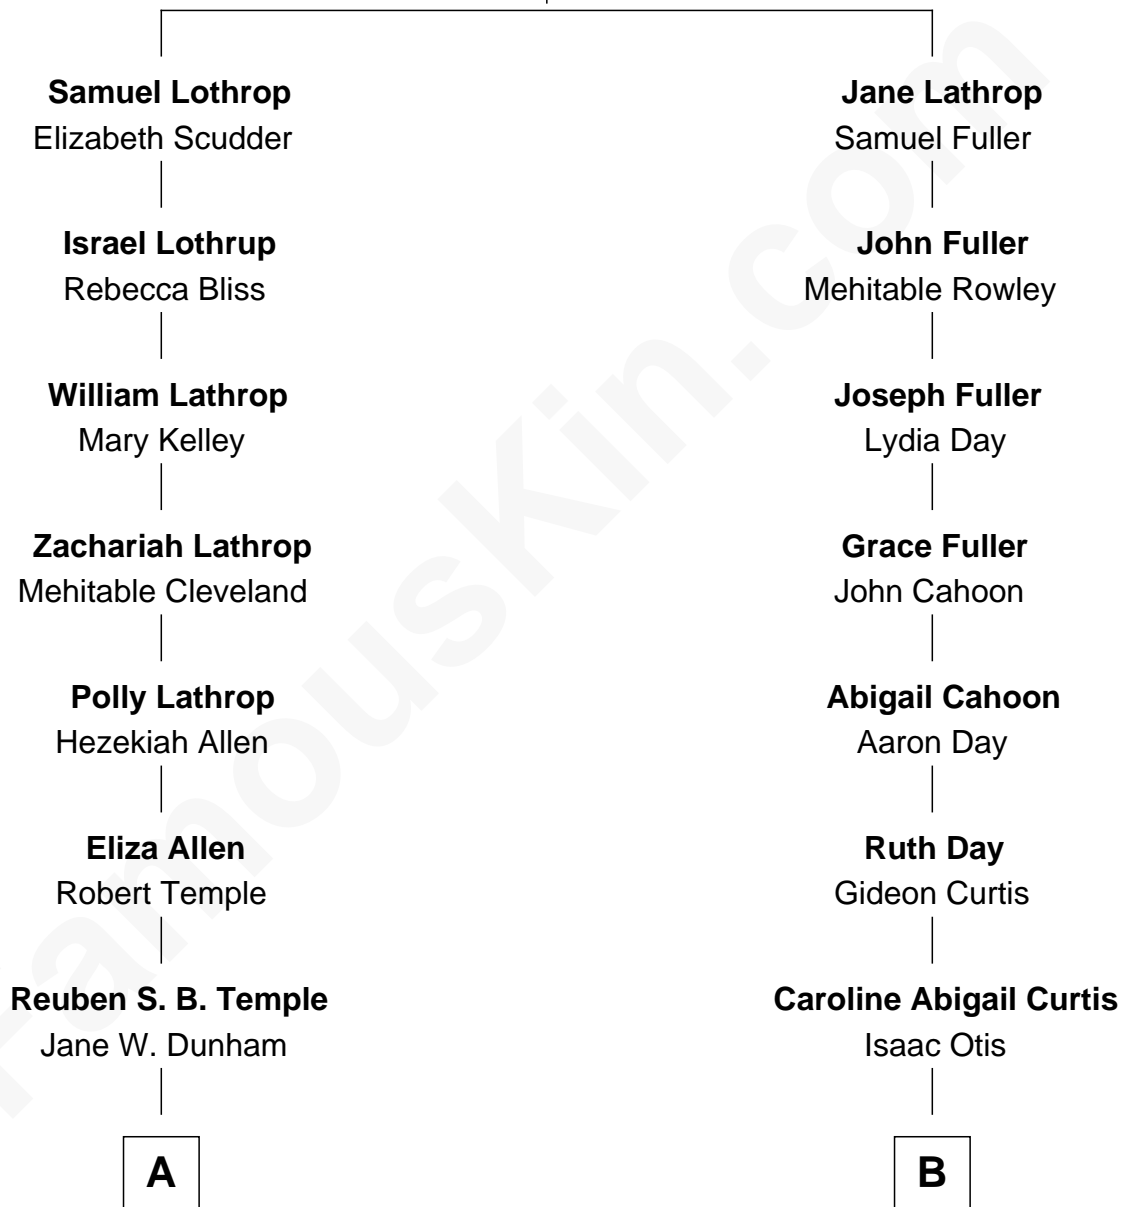 Samuel Lothrop
Elizabeth Scudder
Israel Lothrup
Rebecca Bliss
William Lathrop
Mary Kelley
Zachariah Lathrop
Mehitable Cleveland
Polly Lathrop
Hezekiah Allen
Eliza Allen
Robert Temple
Reuben S. B. Temple
Jane W. Dunham
A
Jane Lathrop
Samuel Fuller
John Fuller
Mehitable Rowley
Joseph Fuller
Lydia Day
Grace Fuller
John Cahoon
Abigail Cahoon
Aaron Day
Ruth Day
Gideon Curtis
Caroline Abigail Curtis
Isaac Otis
B
FamousKin.com